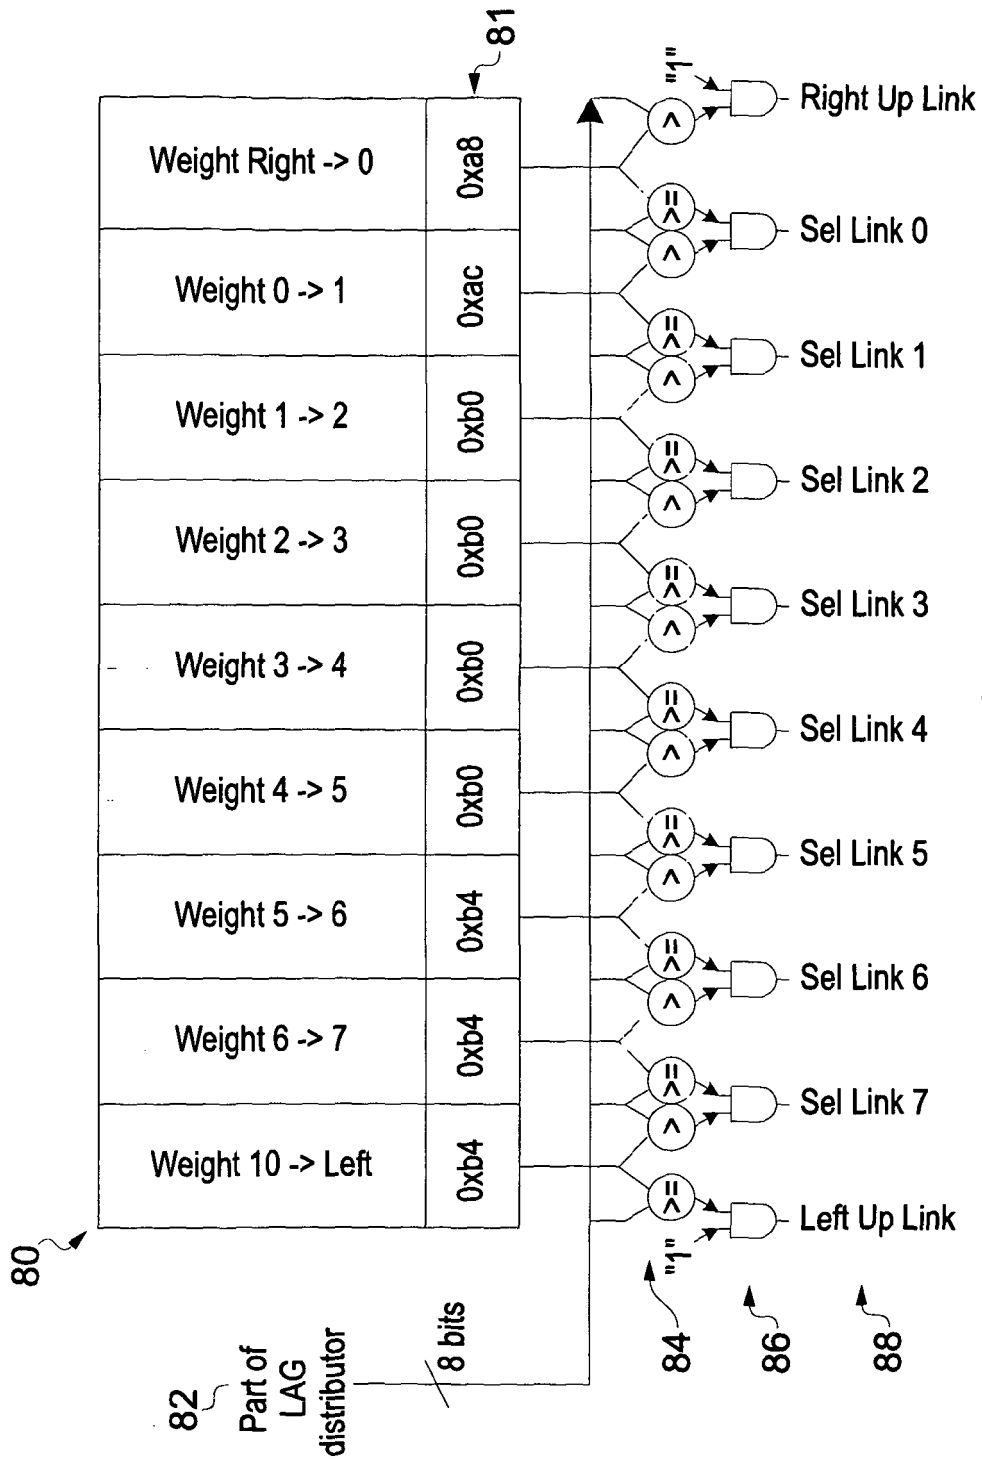 81
Weight Right -> 0
0xa8
"1"
>
Right Up Link
Weight 0 -> 1
0xac
>=
>
Sel Link 0
Weight 1 -> 2
0xb0
>=
>
Sel Link 1
Weight 2 -> 3
0xb0
>=
>
Sel Link 2
Weight 3 -> 4
0xb0
>=
>
Sel Link 3
Weight 4 -> 5
0xb0
>=
>
Sel Link 4
Weight 5 -> 6
0xb4
>=
>
Sel Link 5
Weight 6 -> 7
0xb4
>=
>
Sel Link 6
Weight 10 -> Left
0xb4
>=
>
Sel Link 7
>=
"1"
Left Up Link
80
82
Part of
LAG
distributor
8 bits
84
86
88